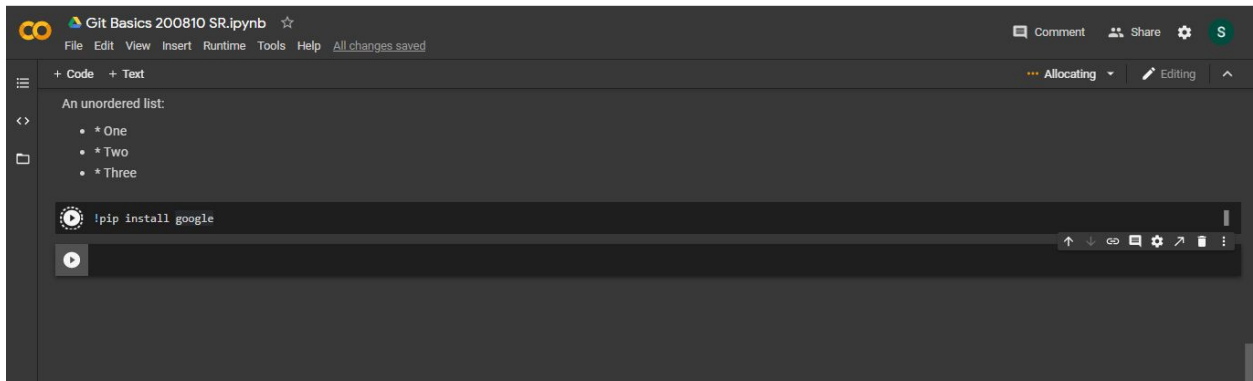 Git Basics 200810 SR.ipynb
File Edit View Insert Runtime Tools Help All changes saved
Comment Share S
+ Code + Text
Allocating Editing
An unordered list:
• * One
• * Two
• * Three
!pip install google